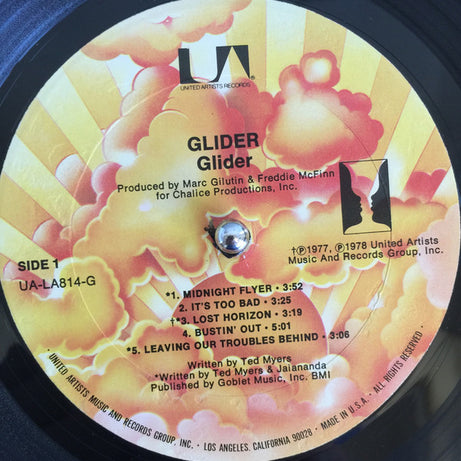 UA
UNITED ARTISTS RECORDS ®
GLIDER
Glider
Produced by Marc Gilutin & Freddie McFinn
for Chalice Productions, Inc.
SIDE 1
UA-LA814-G
†Ⓟ1977, Ⓟ1978 United Artists
Music And Records Group, Inc.
*1. MIDNIGHT FLYER • 3:52
2. IT'S TOO BAD • 3:25
†*3. LOST HORIZON • 3:19
4. BUSTIN' OUT • 5:01
*5. LEAVING OUR TROUBLES BEHIND • 3:06
Written by Ted Myers
*Written by Ted Myers & Jaiananda
Published by Goblet Music, Inc. BMI
• UNITED ARTISTS MUSIC AND RECORDS GROUP, INC. • LOS ANGELES, CALIFORNIA 90028 • MADE IN U.S.A. • ALL RIGHTS RESERVED •